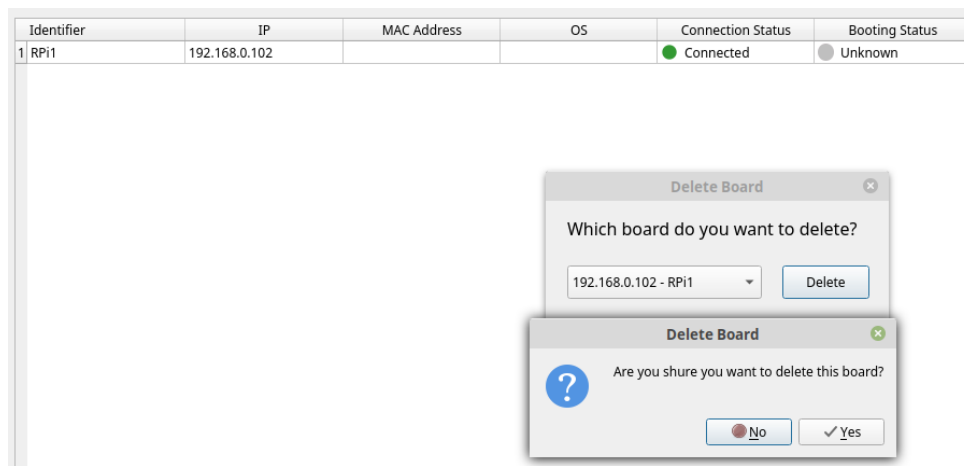 Identifier IP MAC Address OS Connection Status Booting Status
1 RPi1 192.168.0.102 Connected Unknown
Delete Board
Which board do you want to delete?
192.168.0.102 - RPi1 Delete
Delete Board
Are you shure you want to delete this board?
No Yes